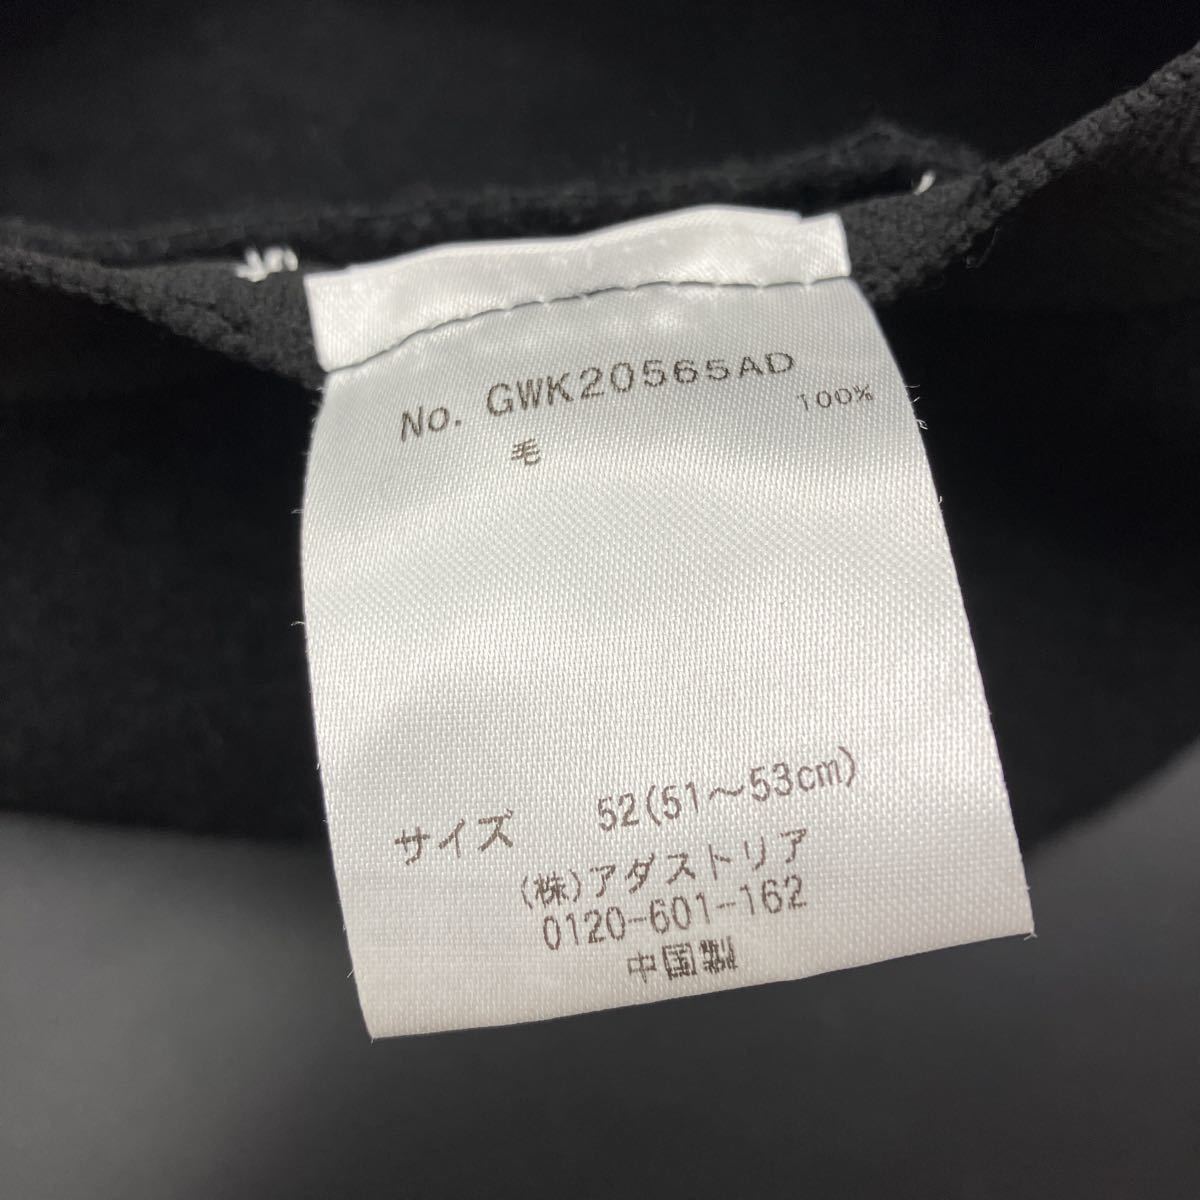 No. GWK20565AD
毛 100%
サイズ 52(51～53cm)
(株)アダストリア
0120-601-162
中国製